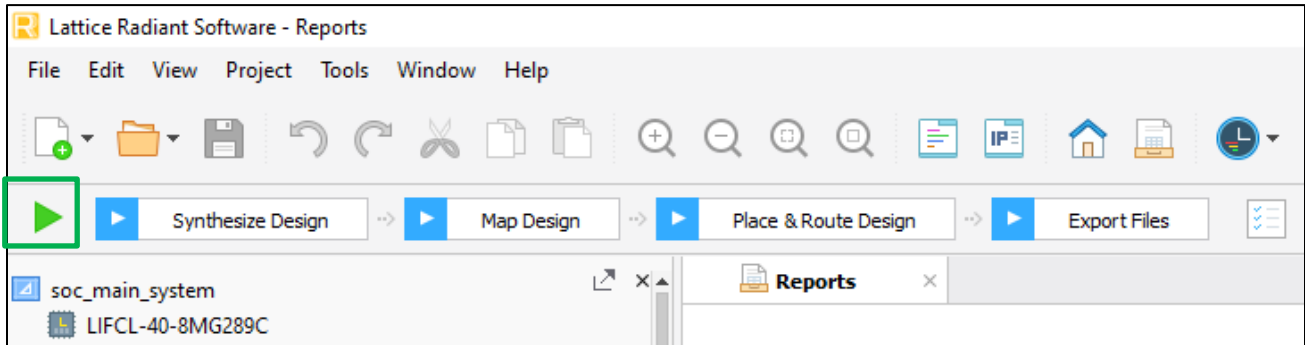 Lattice Radiant Software - Reports
File Edit View Project Tools Window Help
IP
Synthesize Design Map Design Place & Route Design Export Files
soc_main_system
Reports
LIFCL-40-8MG289C